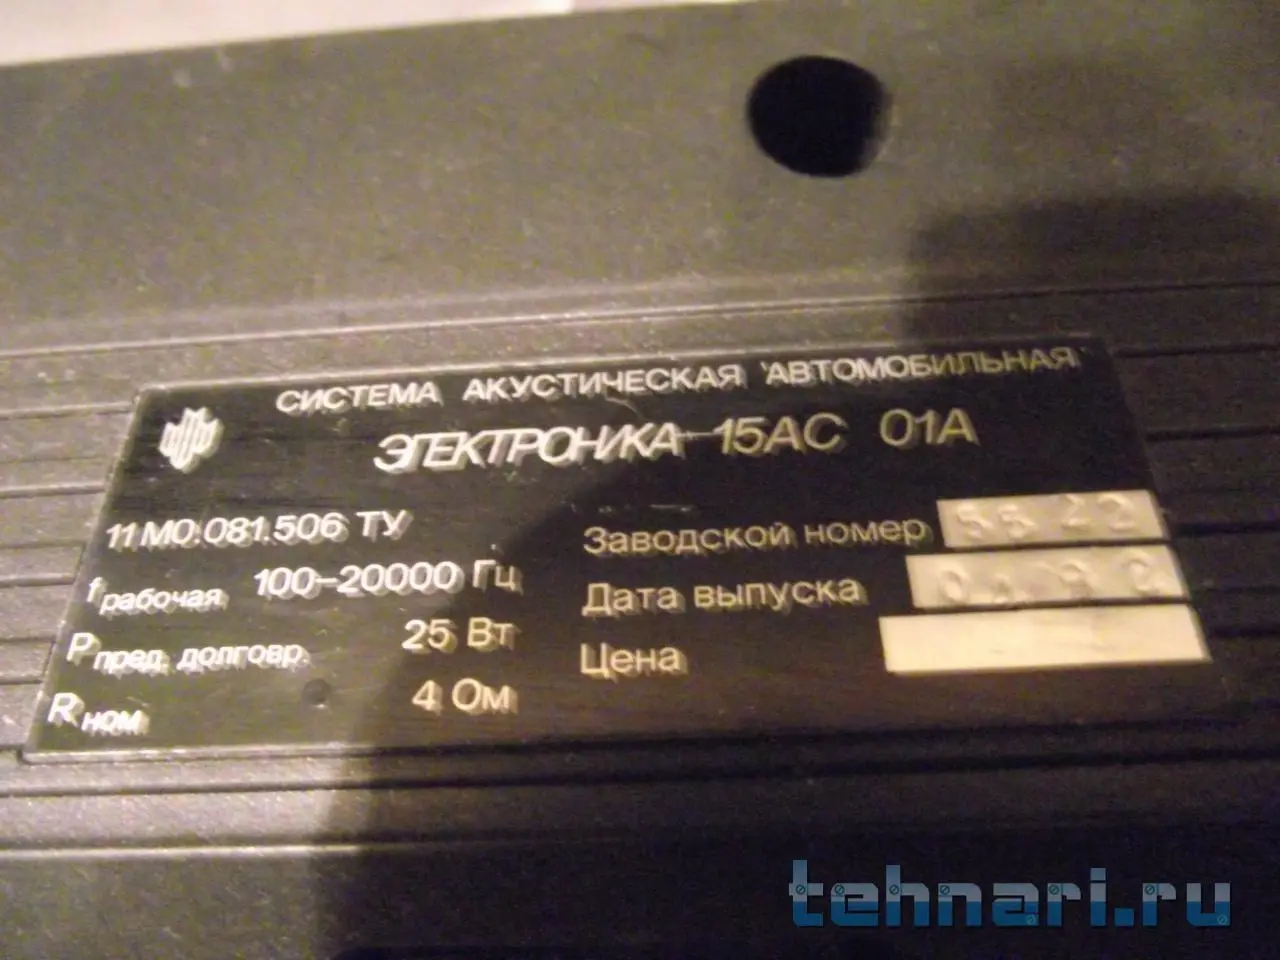 СИСТЕМА АКУСТИЧЕСКАЯ АВТОМОБИЛЬНАЯ
ЭЛЕКТРОНИКА 15АС 01А
11 МО.081.506 ТУ
f рабочая 100-20000 Гц
P пред. долговр. 25 Вт
R ном 4 Ом
Заводской номер 5522
Дата выпуска
Цена
tehnari.ru